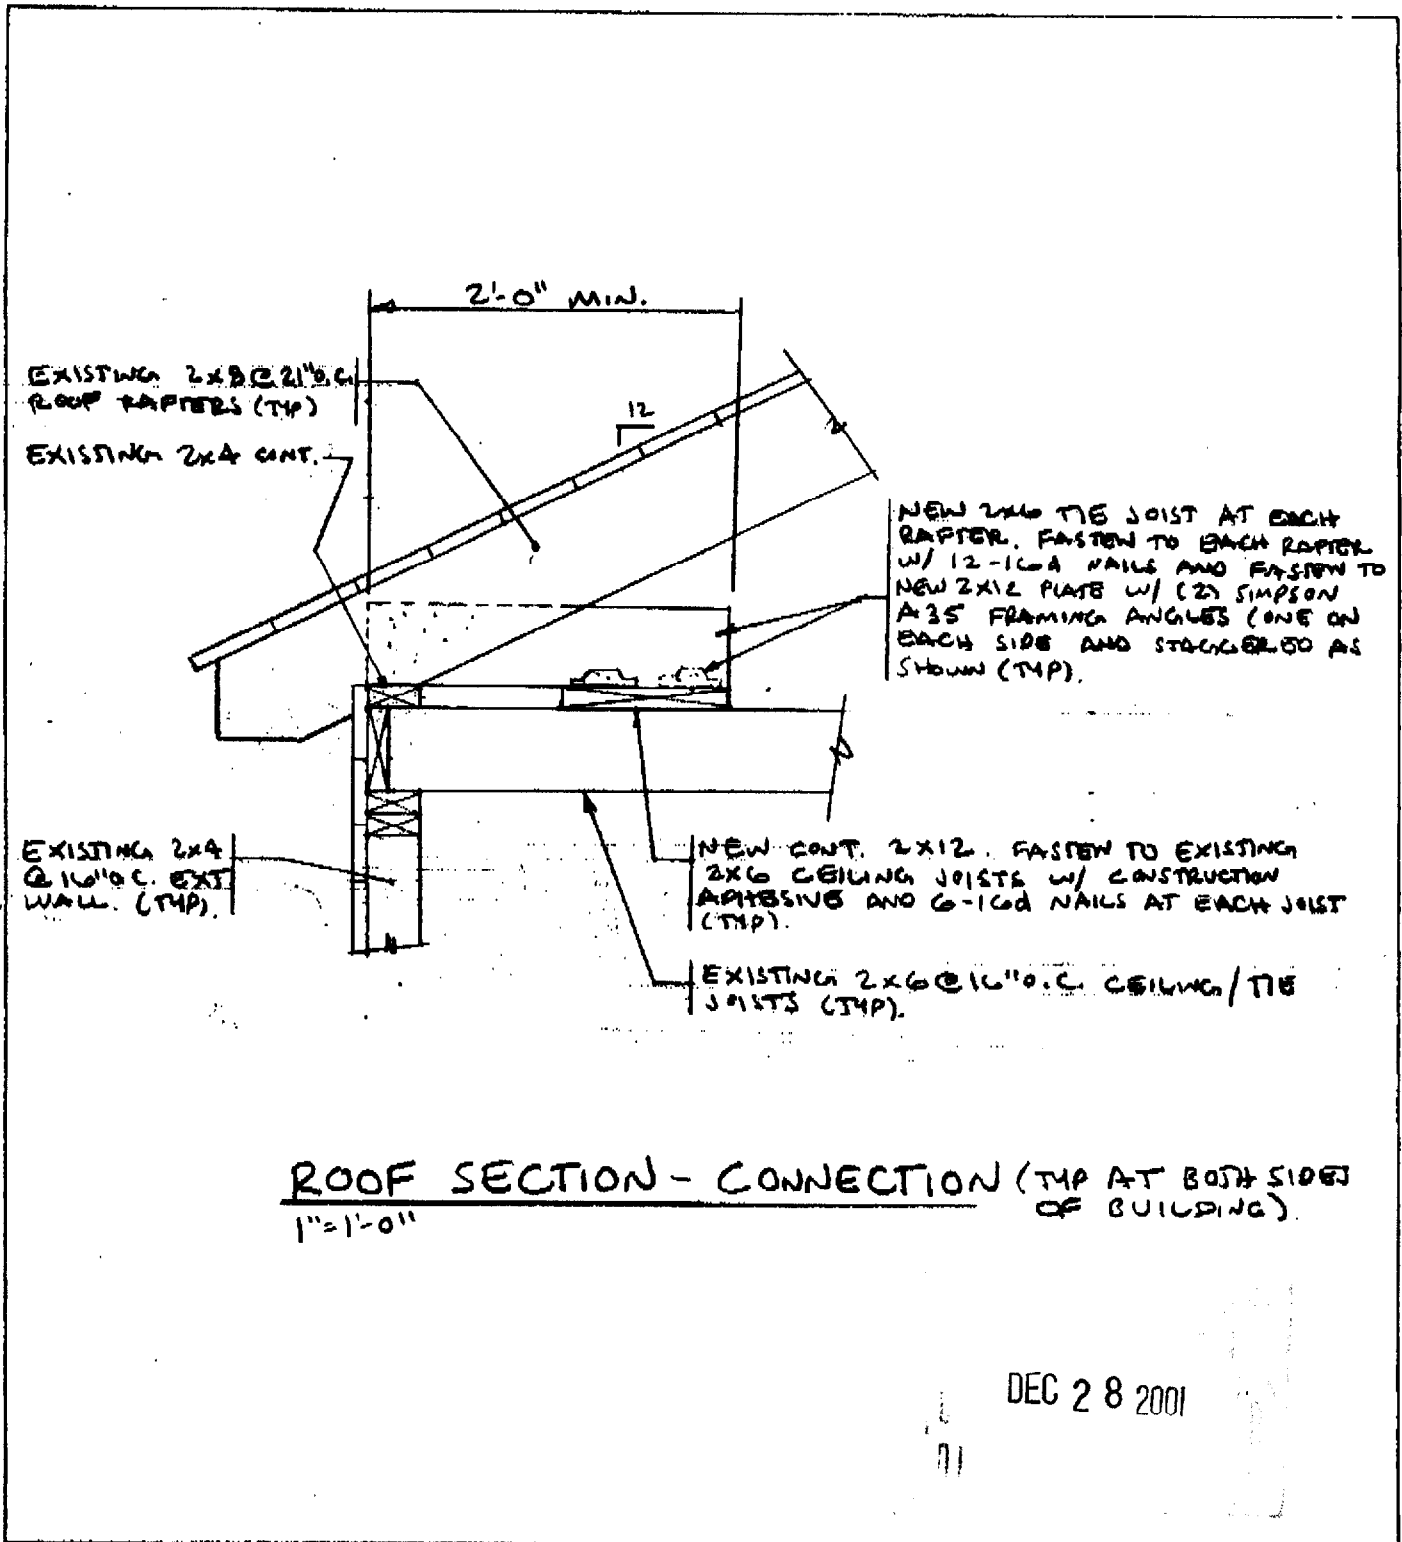 2'-0" MIN.
EXISTING 2x8 @ 21" O.C.
ROOF RAFTERS (TYP)
12
EXISTING 2x4 CONT.
NEW 2x6 TIE JOIST AT EACH
RAFTER. FASTEN TO EACH RAFTER
W/ 12-16d NAILS AND FASTEN TO
NEW 2X12 PLATE W/ (2) SIMPSON
A35 FRAMING ANGLES (ONE ON
EACH SIDE AND STAGGERED AS
SHOWN (TYP).
EXISTING 2x4
@ 16" O.C. EXT
WALL. (TYP).
NEW CONT. 2X12. FASTEN TO EXISTING
2X6 CEILING JOISTS W/ CONSTRUCTION
ADHESIVE AND 6-16d NAILS AT EACH JOIST
(TYP).
EXISTING 2x6 @ 16" O.C. CEILING/TIE
JOISTS (TYP).
ROOF SECTION - CONNECTION (TYP AT BOTH SIDES
OF BUILDING).
1"=1'-0"
DEC 28 2001